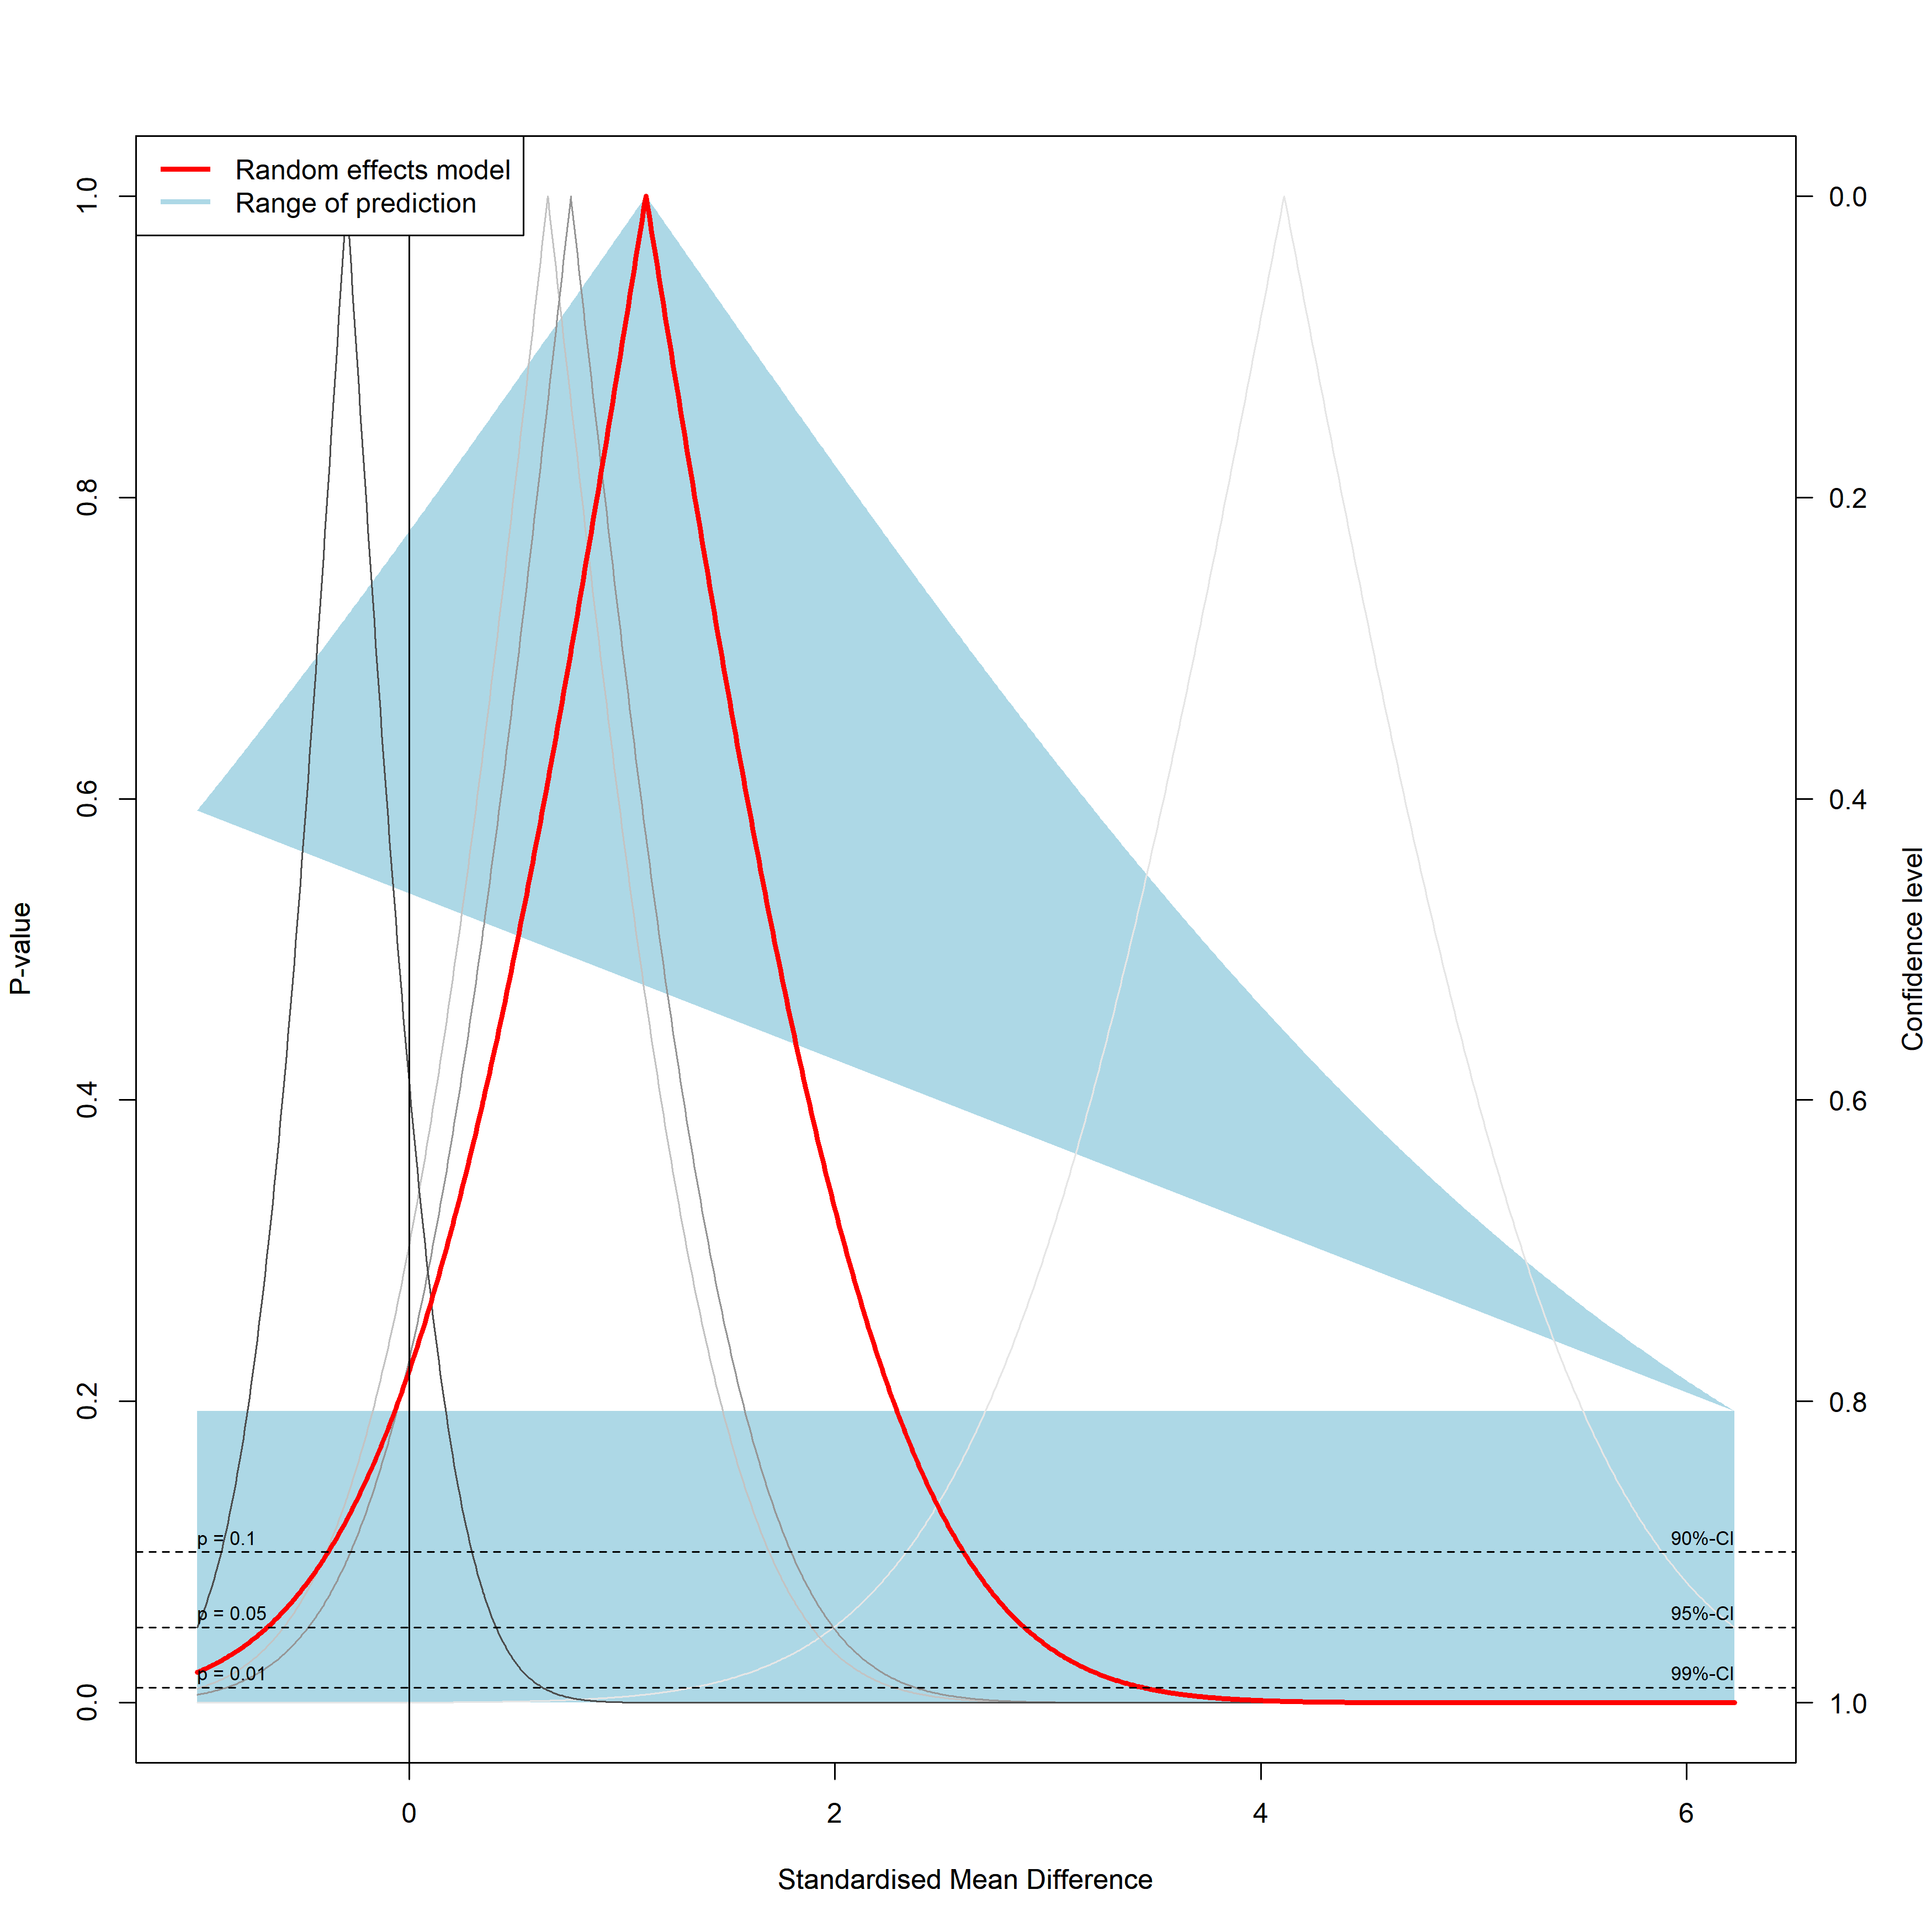 Random effects model
Range of prediction
1.0
0.8
0.6
0.4
0.2
0.0
P-value
0.0
0.2
0.4
0.6
0.8
1.0
Confidence level
p = 0.1
90%-CI
p = 0.05
95%-CI
p = 0.01
99%-CI
0
2
4
6
Standardised Mean Difference